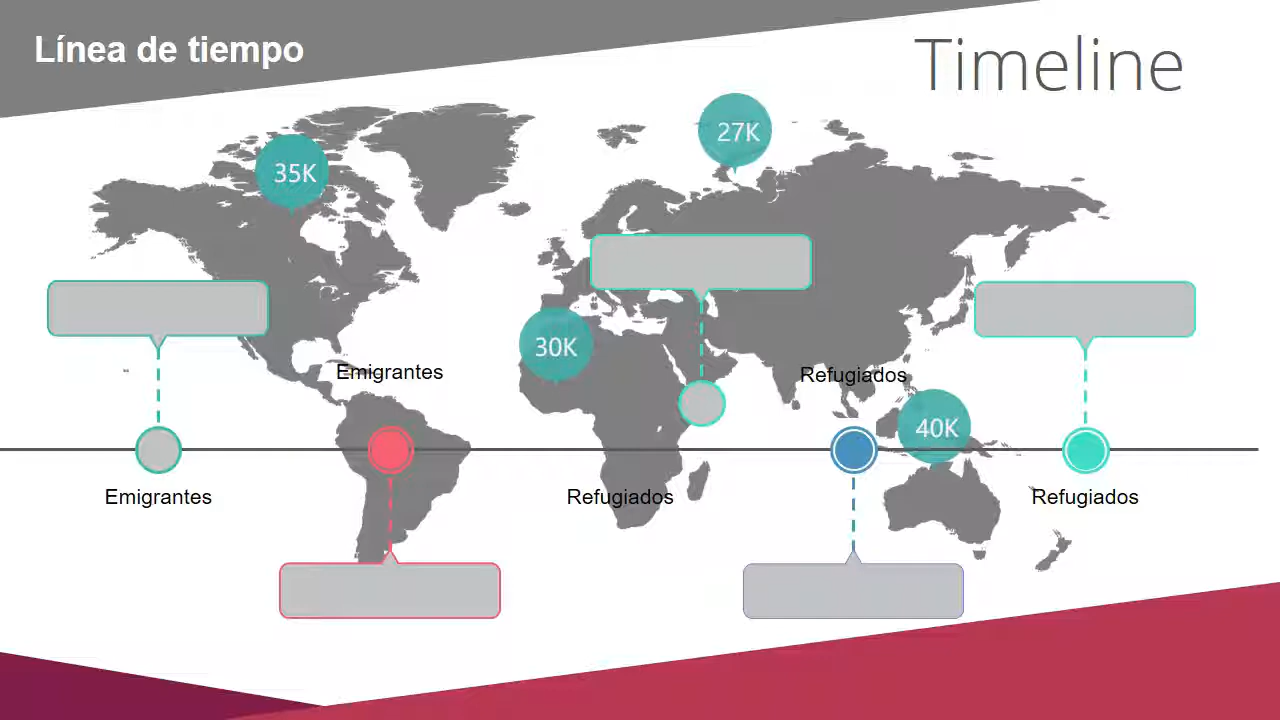 Línea de tiempo
Timeline
27K
35K
30K
Emigrantes
Refugiados
40K
Emigrantes
Refugiados
Refugiados